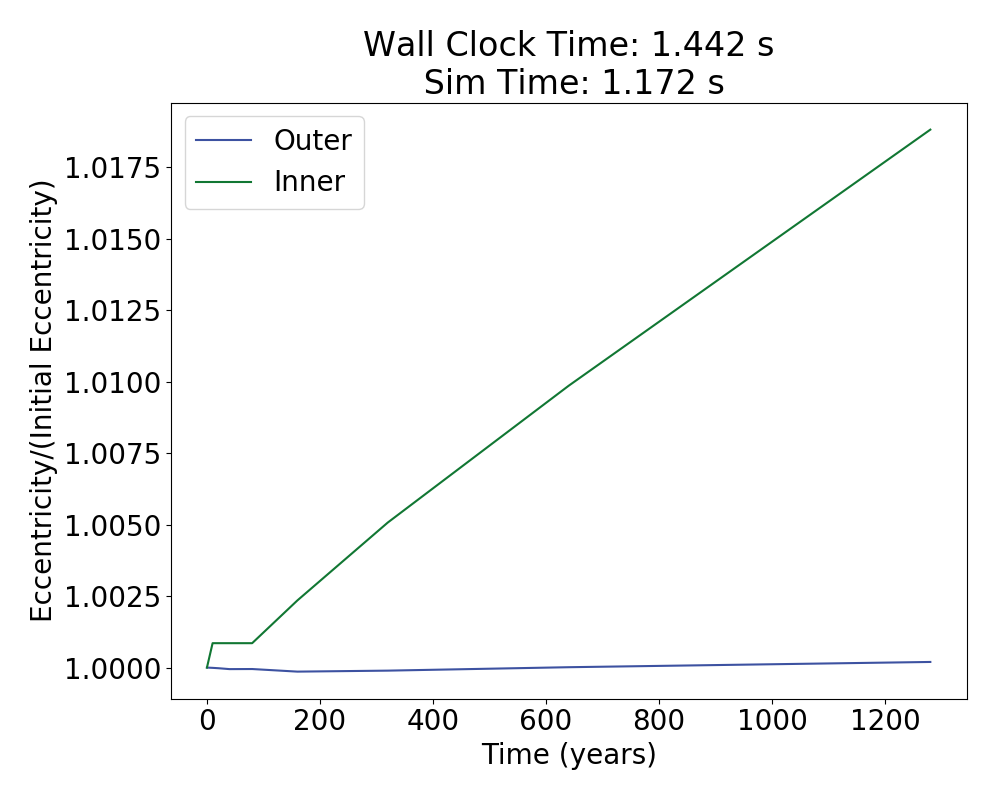 Wall Clock Time: 1.442 s
Sim Time: 1.172 s
Outer
Inner
Eccentricity/(Initial Eccentricity)
1.0175
1.0150
1.0125
1.0100
1.0075
1.0050
1.0025
1.0000
0 200 400 600 800 1000 1200
Time (years)